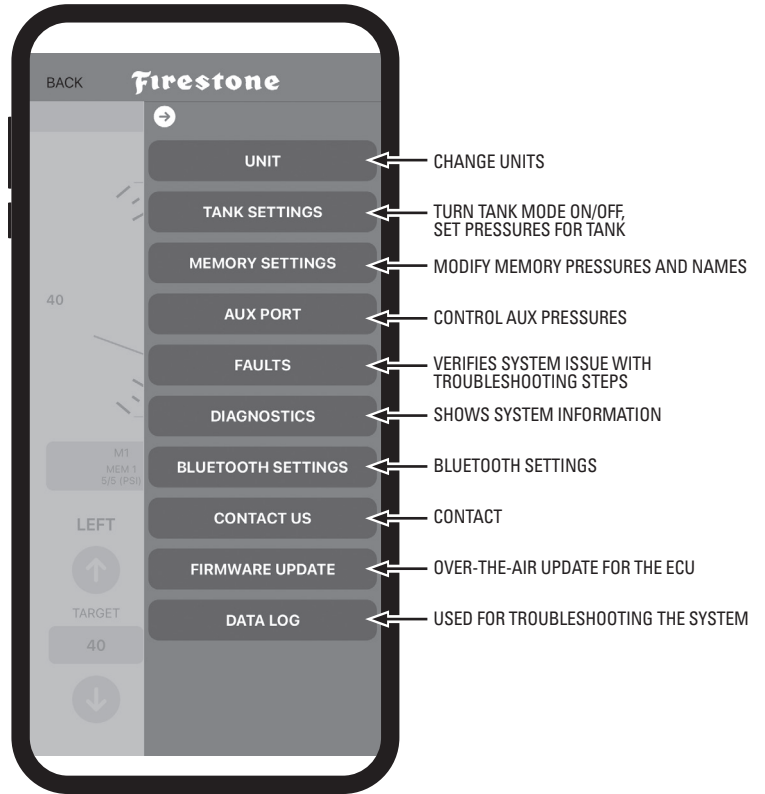 BACK
Firestone
UNIT
CHANGE UNITS
TANK SETTINGS
TURN TANK MODE ON/OFF,
SET PRESSURES FOR TANK
MEMORY SETTINGS
MODIFY MEMORY PRESSURES AND NAMES
40
AUX PORT
CONTROL AUX PRESSURES
FAULTS
VERIFIES SYSTEM ISSUE WITH
TROUBLESHOOTING STEPS
DIAGNOSTICS
SHOWS SYSTEM INFORMATION
M1
MEM 1
5/5 (PSI)
BLUETOOTH SETTINGS
BLUETOOTH SETTINGS
LEFT
CONTACT US
CONTACT
FIRMWARE UPDATE
OVER-THE-AIR UPDATE FOR THE ECU
TARGET
40
DATA LOG
USED FOR TROUBLESHOOTING THE SYSTEM